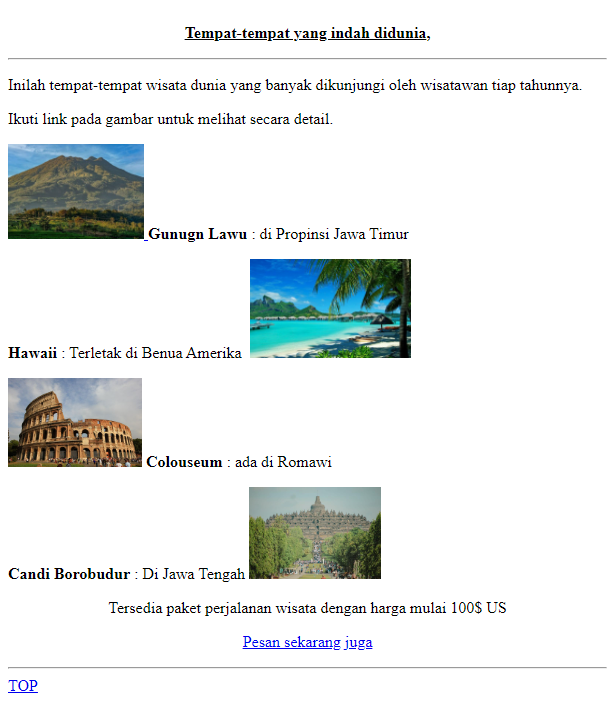 Tempat-tempat yang indah didunia,
Inilah tempat-tempat wisata dunia yang banyak dikunjungi oleh wisatawan tiap tahunnya.
Ikuti link pada gambar untuk melihat secara detail.
Gunugn Lawu : di Propinsi Jawa Timur
Hawaii : Terletak di Benua Amerika
Colouseum : ada di Romawi
Candi Borobudur : Di Jawa Tengah
Tersedia paket perjalanan wisata dengan harga mulai 100$ US
Pesan sekarang juga
TOP